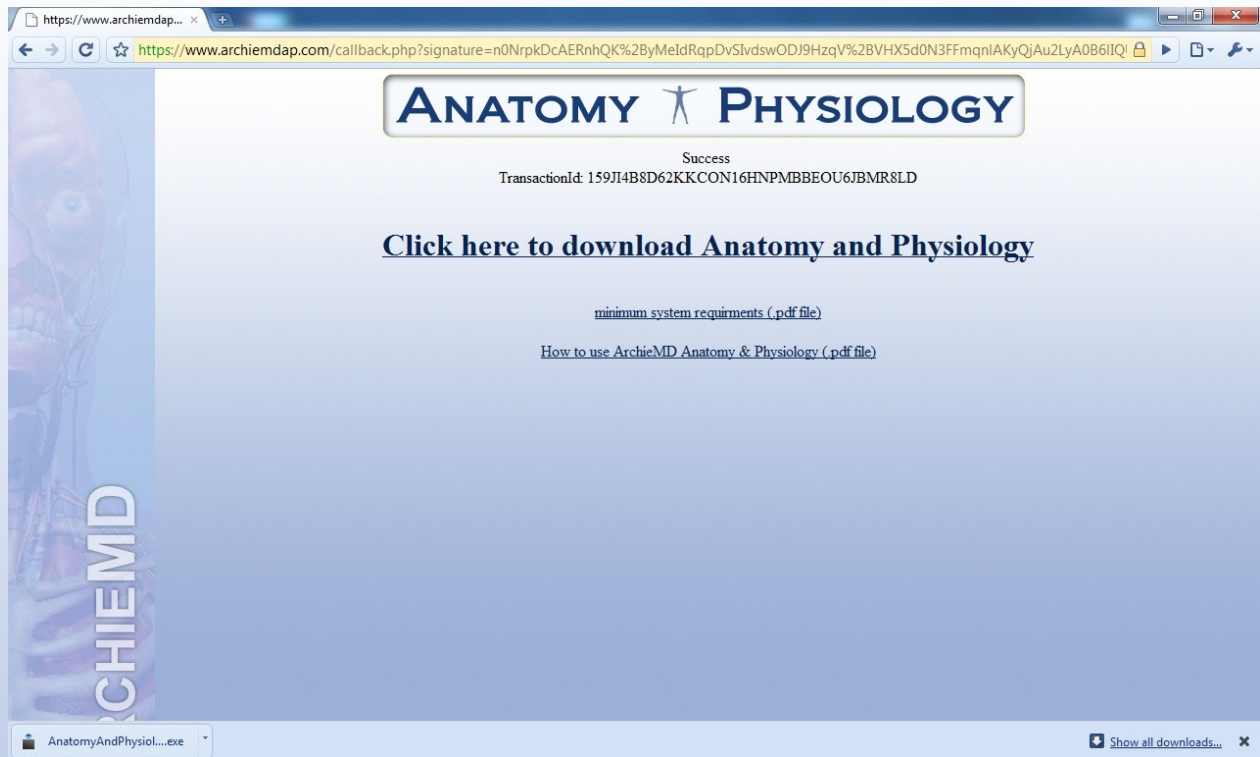 https://www.archiemdap...
https://www.archiemdap.com/callback.php?signature=n0NrpkDcAERnhQK%2ByMeIdRqpDvSIvdswODJ9HzqV%2BVHX5d0N3FFmqnIAKyQjAu2LyA0B6IIQ
ANATOMY PHYSIOLOGY
Success
TransactionId: 159JI4B8D62KKCON16HNPMBBEOU6JBMR8LD
Click here to download Anatomy and Physiology
minimum system requirments (.pdf file)
How to use ArchieMD Anatomy & Physiology (.pdf file)
RCHIEMD
AnatomyAndPhysiol....exe
Show all downloads...